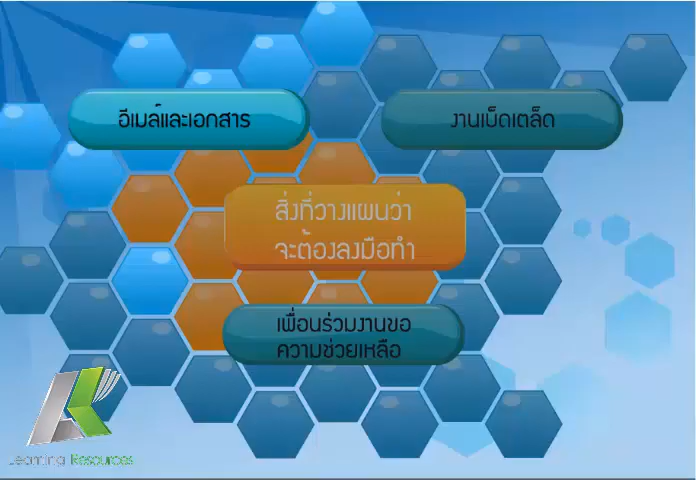 อีเมล์และเอกสาร
งานเบ็ดเตล็ด
สิ่งที่วางแผนว่า
จะต้องลงมือทำ
เพื่อนร่วมงานขอ
ความช่วยเหลือ
Learning Resources